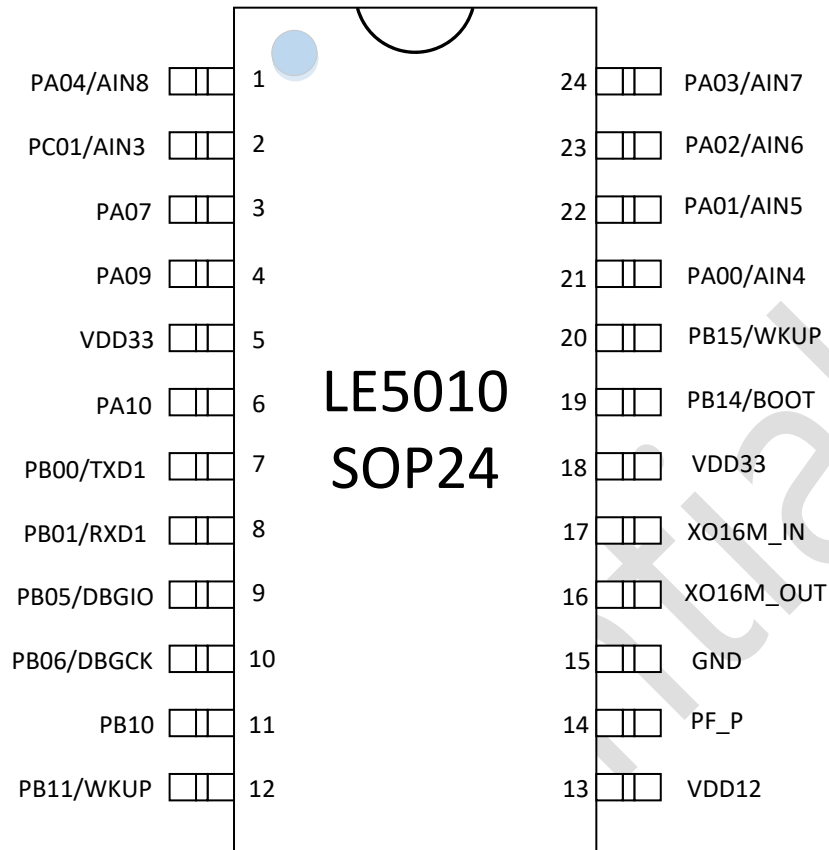 PA04/AIN8 1 24 PA03/AIN7
PC01/AIN3 2 23 PA02/AIN6
PA07 3 22 PA01/AIN5
PA09 4 21 PA00/AIN4
VDD33 5 20 PB15/WKUP
PA10 6 19 PB14/BOOT
LE5010
SOP24
PB00/TXD1 7 18 VDD33
PB01/RXD1 8 17 XO16M_IN
PB05/DBGIO 9 16 XO16M_OUT
PB06/DBGCK 10 15 GND
PB10 11 14 PF_P
PB11/WKUP 12 13 VDD12